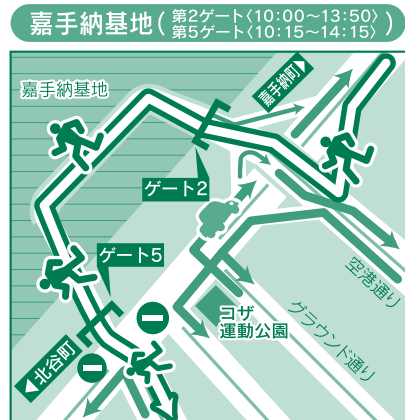 嘉手納基地(第2ゲート〈10:00〜13:50〉
第5ゲート〈10:15〜14:15〉)
嘉手納町▶
嘉手納基地
ゲート2
ゲート5
空港通り
コザ
運動公園
グラウンド通り
◀北谷町